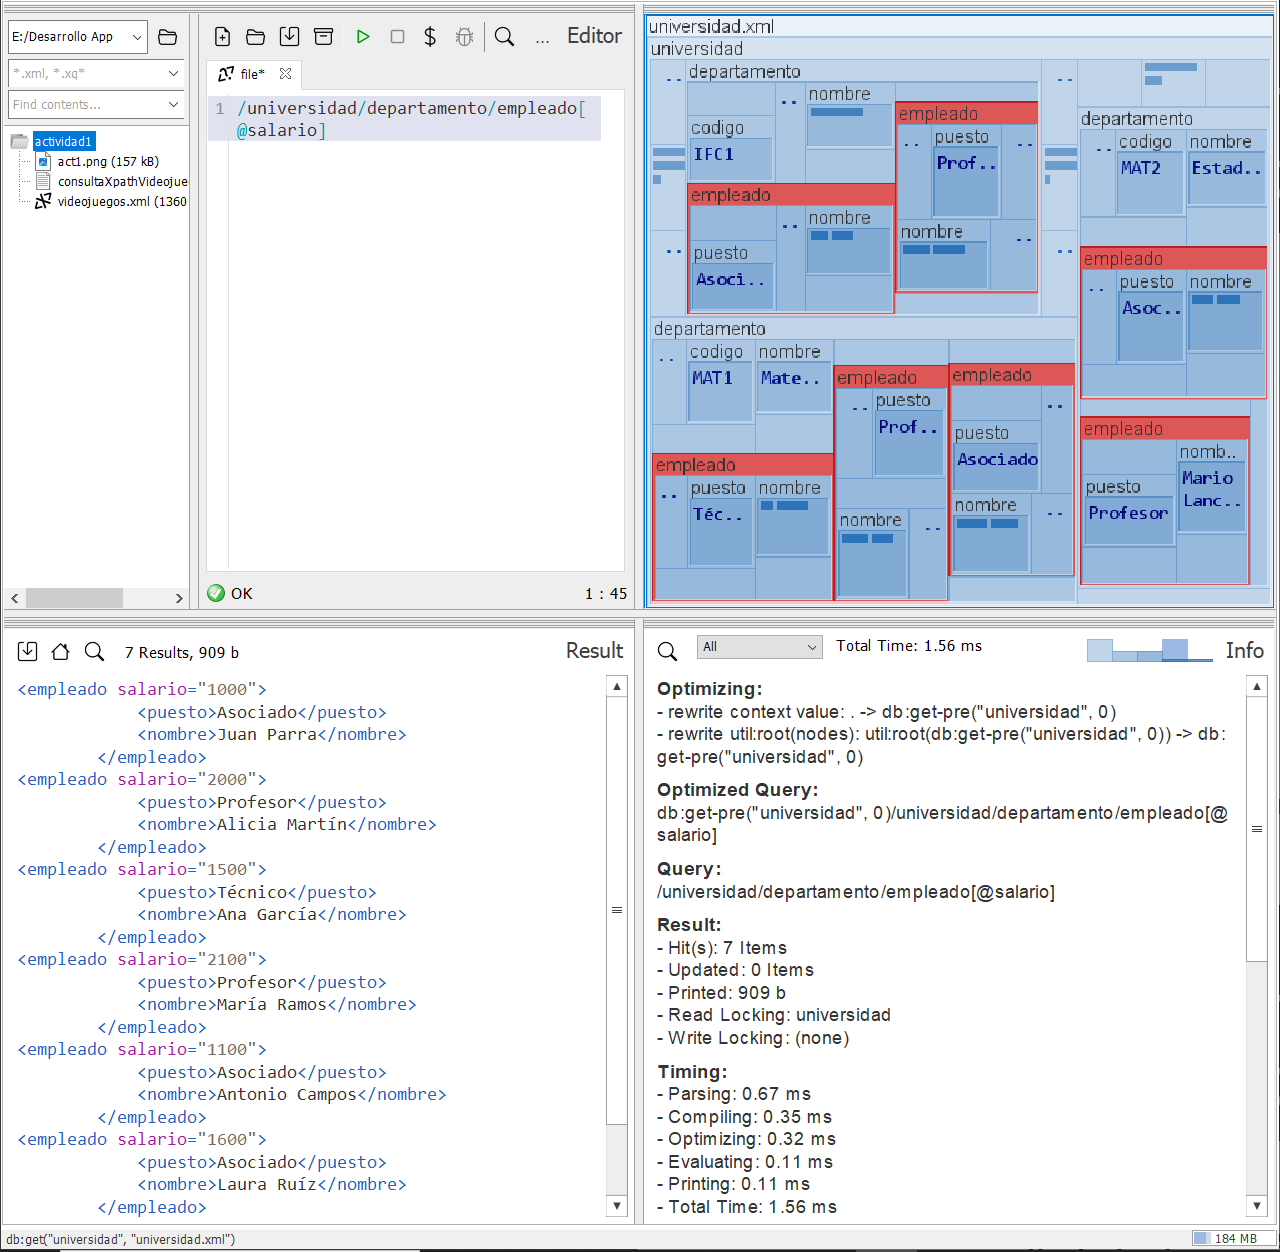 E:/Desarrollo App
*.xml, *.xq*
Find contents...
actividad1
act1.png (157 kB)
consultaXpathVideojue
videojuegos.xml (1360
$
...
Editor
file*
1 /universidad/departamento/empleado[
@salario]
OK
1 : 45
universidad.xml
universidad
..
departamento
..
nombre
codigo
IFC1
empleado
..
puesto
Prof..
..
nombre
..
empleado
..
nombre
puesto
Asoci..
..
..
..
departamento
..
codigo
MAT2
nombre
Estad..
empleado
..
puesto
Asoc..
nombre
empleado
puesto
Profesor
nomb..
Mario
Lanc..
departamento
..
codigo
MAT1
nombre
Mate..
empleado
..
puesto
Téc..
nombre
empleado
..
puesto
Prof..
nombre
..
empleado
..
puesto
Asociado
nombre
..
7 Results, 909 b
Result
<empleado salario="1000">
<puesto>Asociado</puesto>
<nombre>Juan Parra</nombre>
</empleado>
<empleado salario="2000">
<puesto>Profesor</puesto>
<nombre>Alicia Martín</nombre>
</empleado>
<empleado salario="1500">
<puesto>Técnico</puesto>
<nombre>Ana García</nombre>
</empleado>
<empleado salario="2100">
<puesto>Profesor</puesto>
<nombre>María Ramos</nombre>
</empleado>
<empleado salario="1100">
<puesto>Asociado</puesto>
<nombre>Antonio Campos</nombre>
</empleado>
<empleado salario="1600">
<puesto>Asociado</puesto>
<nombre>Laura Ruíz</nombre>
</empleado>
All
Total Time: 1.56 ms
Info
Optimizing:
- rewrite context value: . -> db:get-pre("universidad", 0)
- rewrite util:root(nodes): util:root(db:get-pre("universidad", 0)) -> db:
get-pre("universidad", 0)
Optimized Query:
db:get-pre("universidad", 0)/universidad/departamento/empleado[@
salario]
Query:
/universidad/departamento/empleado[@salario]
Result:
- Hit(s): 7 Items
- Updated: 0 Items
- Printed: 909 b
- Read Locking: universidad
- Write Locking: (none)
Timing:
- Parsing: 0.67 ms
- Compiling: 0.35 ms
- Optimizing: 0.32 ms
- Evaluating: 0.11 ms
- Printing: 0.11 ms
- Total Time: 1.56 ms
db:get("universidad", "universidad.xml")
184 MB